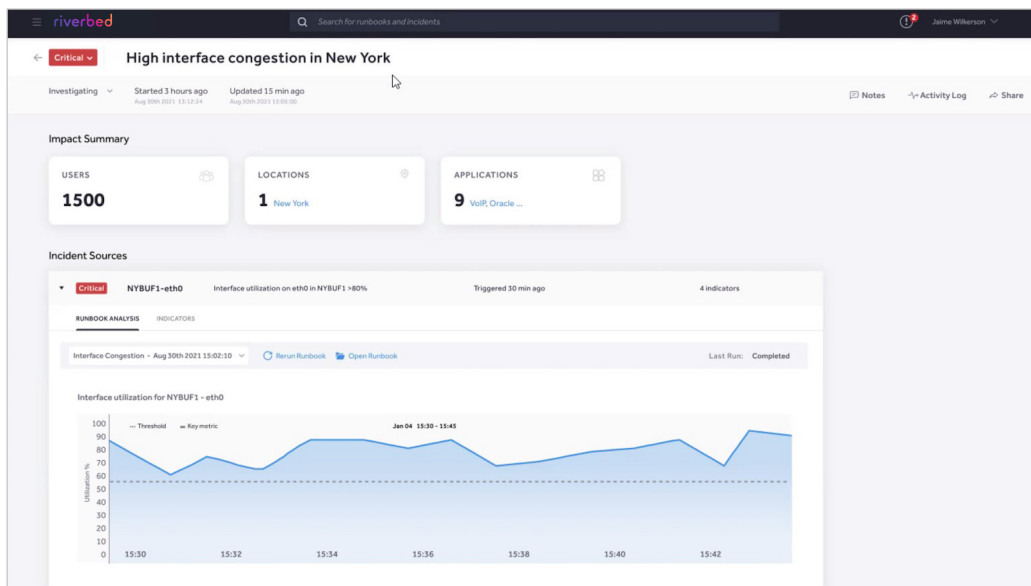 riverbed
Search for runbooks and incidents
2
Jaime Wilkerson
Critical
High interface congestion in New York
Investigating
Started 3 hours ago
Updated 15 min ago
Notes
Activity Log
Share
Impact Summary
USERS
1500
LOCATIONS
1 New York
APPLICATIONS
9 VoIP, Oracle ...
Incident Sources
Critical NYBUF1-eth0 Interface utilization on eth0 in NYBUF1 >80% Triggered 30 min ago 4 indicators
RUNBOOK ANALYSIS INDICATORS
Interface Congestion - Aug 30th 2021 15:02:10 Rerun Runbook Open Runbook Last Run: Completed
Interface utilization for NYBUF1 - eth0
Threshold Key metric Jan 04 15:30 - 15:45
Utilization %
100
90
80
70
60
50
40
30
20
10
0
15:30 15:32 15:34 15:36 15:38 15:40 15:42